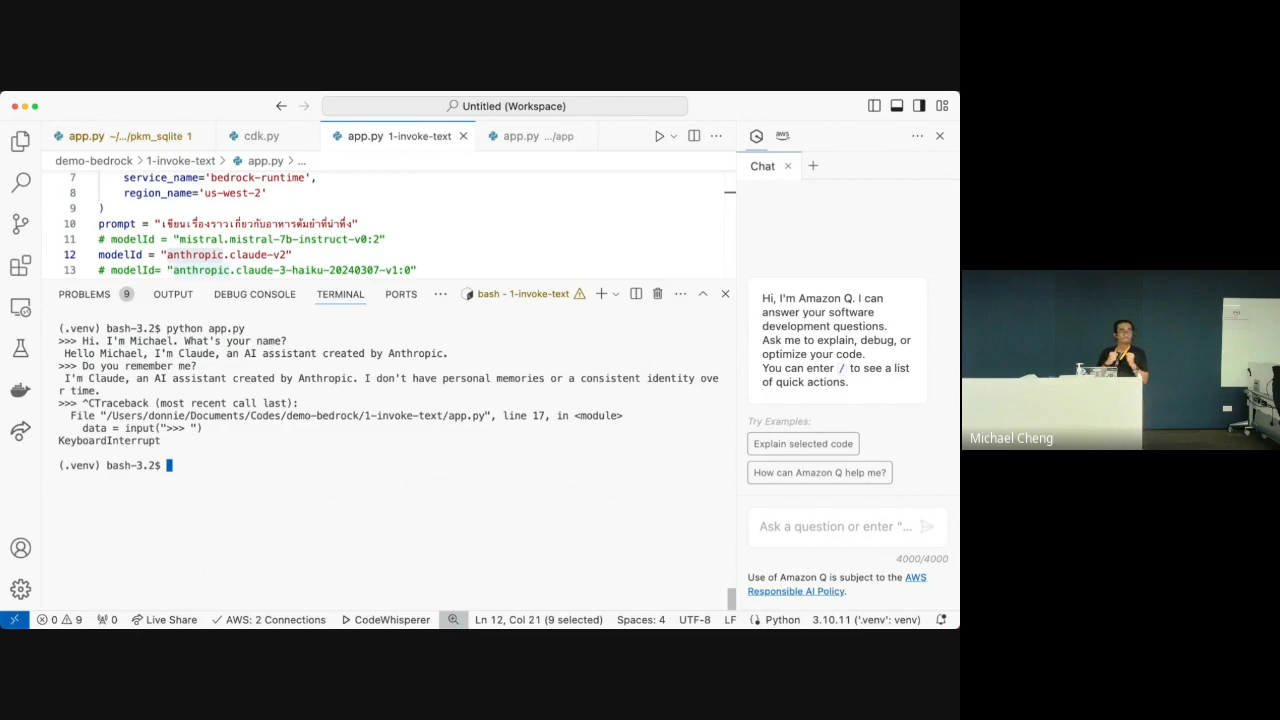 Untitled (Workspace)
app.py ~/.../pkm_sqlite 1
cdk.py
app.py 1-invoke-text
app.py .../app
demo-bedrock > 1-invoke-text > app.py > ...
7 service_name='bedrock-runtime',
8 region_name='us-west-2'
9 )
10 prompt = "เขียนเรื่องราวเกี่ยวกับอาหารต้มยำที่น่าทึ่ง"
11 # modelId = "mistral.mistral-7b-instruct-v0:2"
12 modelId = "anthropic.claude-v2"
13 # modelId= "anthropic.claude-3-haiku-20240307-v1:0"
PROBLEMS 9 OUTPUT DEBUG CONSOLE TERMINAL PORTS ... bash - 1-invoke-text
(.venv) bash-3.2$ python app.py
>>> Hi. I'm Michael. What's your name?
Hello Michael, I'm Claude, an AI assistant created by Anthropic.
>>> Do you remember me?
I'm Claude, an AI assistant created by Anthropic. I don't have personal memories or a consistent identity ove
r time.
>>> ^CTraceback (most recent call last):
File "/Users/donnie/Documents/Codes/demo-bedrock/1-invoke-text/app.py", line 17, in <module>
data = input(">>> ")
KeyboardInterrupt
(.venv) bash-3.2$
aws
Chat
Hi, I'm Amazon Q. I can
answer your software
development questions.
Ask me to explain, debug, or
optimize your code.
You can enter / to see a list
of quick actions.
Try Examples:
Explain selected code
How can Amazon Q help me?
Ask a question or enter "...
4000/4000
Use of Amazon Q is subject to the AWS
Responsible AI Policy.
0 9 0 Live Share AWS: 2 Connections CodeWhisperer Ln 12, Col 21 (9 selected) Spaces: 4 UTF-8 LF Python 3.10.11 ('.venv': venv)
Michael Cheng